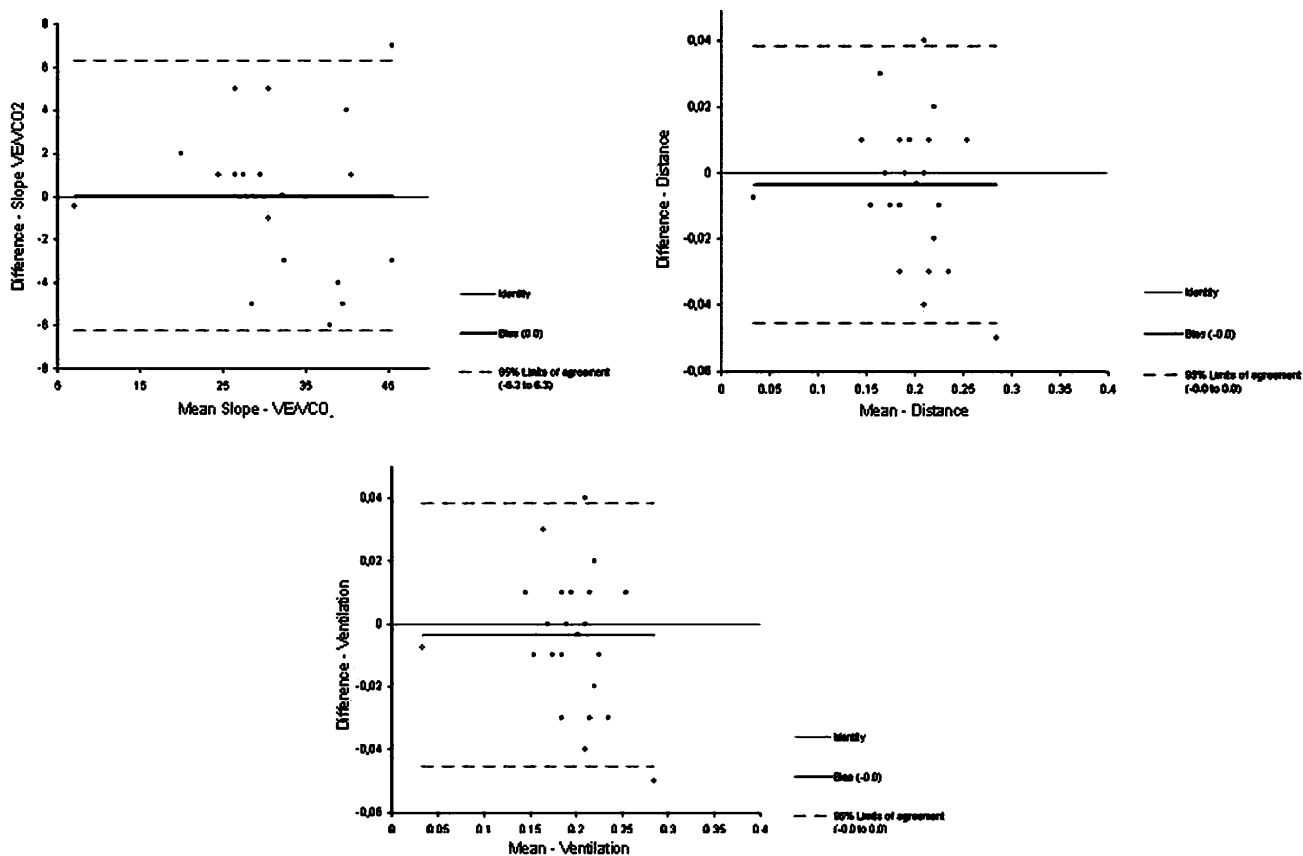 8
6
4
2
0
-2
-4
-6
-8
5 15 25 35 45
Difference - Slope VE/VCO2
Mean Slope - VE/VCO
Identity
Bias (0.0)
95% Limits of agreement
(-6.3 to 6.3)
0,04
0,02
0
-0,02
-0,04
-0,06
0 0.05 0.1 0.15 0.2 0.25 0.3 0.35 0.4
Difference - Distance
Mean - Distance
Identity
Bias (-0.0)
95% Limits of agreement
(-0.0 to 0.0)
0,04
0,02
0
-0,02
-0,04
-0,06
0 0.05 0.1 0.15 0.2 0.25 0.3 0.35 0.4
Difference - Ventilation
Mean - Ventilation
Identity
Bias (-0.0)
95% Limits of agreement
(-0.0 to 0.0)